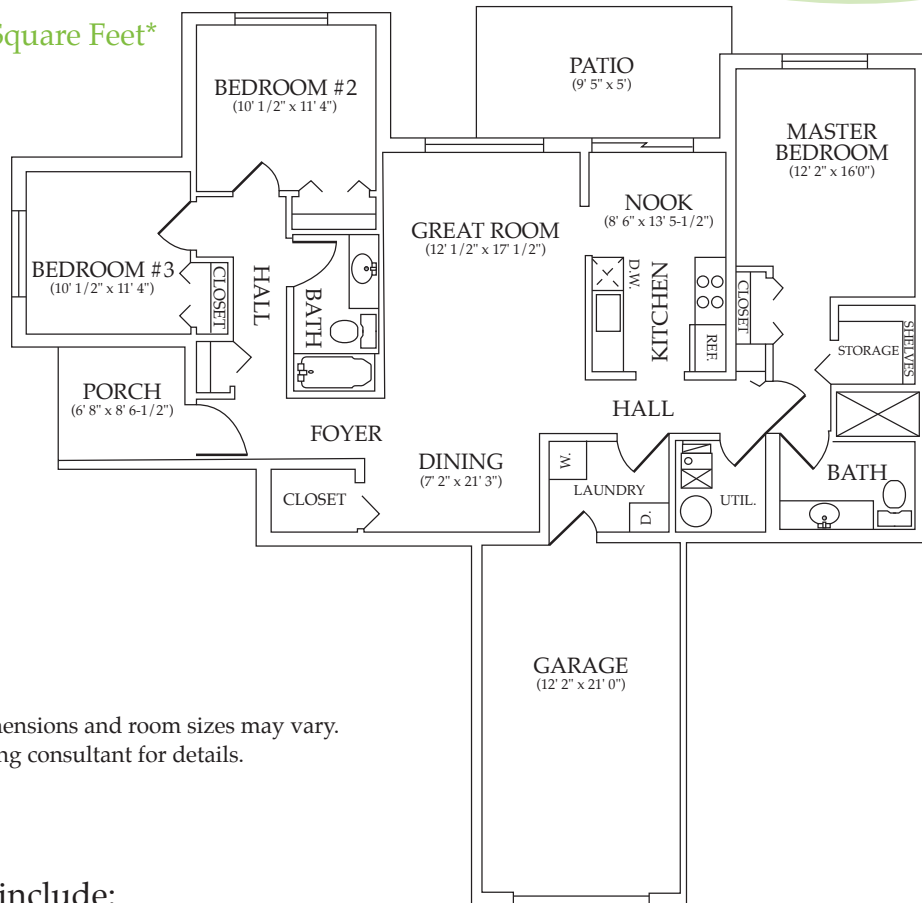 Square Feet*
BEDROOM #2
(10' 1/2" x 11' 4")
PATIO
(9' 5" x 5')
MASTER
BEDROOM
(12' 2" x 16'0")
BEDROOM #3
(10' 1/2" x 11' 4")
CLOSET
HALL
BATH
GREAT ROOM
(12' 1/2" x 17' 1/2")
NOOK
(8' 6" x 13' 5-1/2")
D.W.
KITCHEN
REF.
CLOSET
STORAGE
SHELVES
PORCH
(6' 8" x 8' 6-1/2")
FOYER
HALL
DINING
(7' 2" x 21' 3")
CLOSET
W.
LAUNDRY
D.
UTIL.
BATH
GARAGE
(12' 2" x 21' 0")
mensions and room sizes may vary.
ng consultant for details.
include: